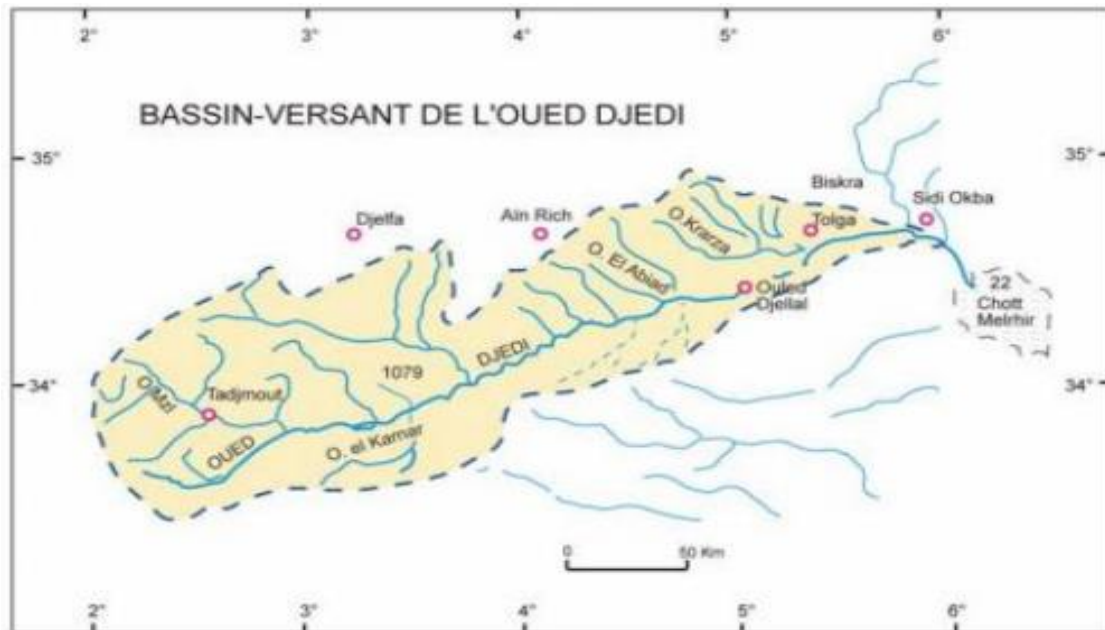 2° 3° 4° 5° 6°
BASSIN-VERSANT DE L'OUED DJEDI
35° 35°
Biskra
Sidi Okba
Djelfa
Ain Rich
Tolga
O.Krarza
O. El Abiad
Ouled
Djellal
22
Chott
Melrhir
DJEDI
1079
34° 34°
O.Mzi
Tadjmout
OUED
O. el Kamar
0 50 Km
2° 3° 4° 5° 6°